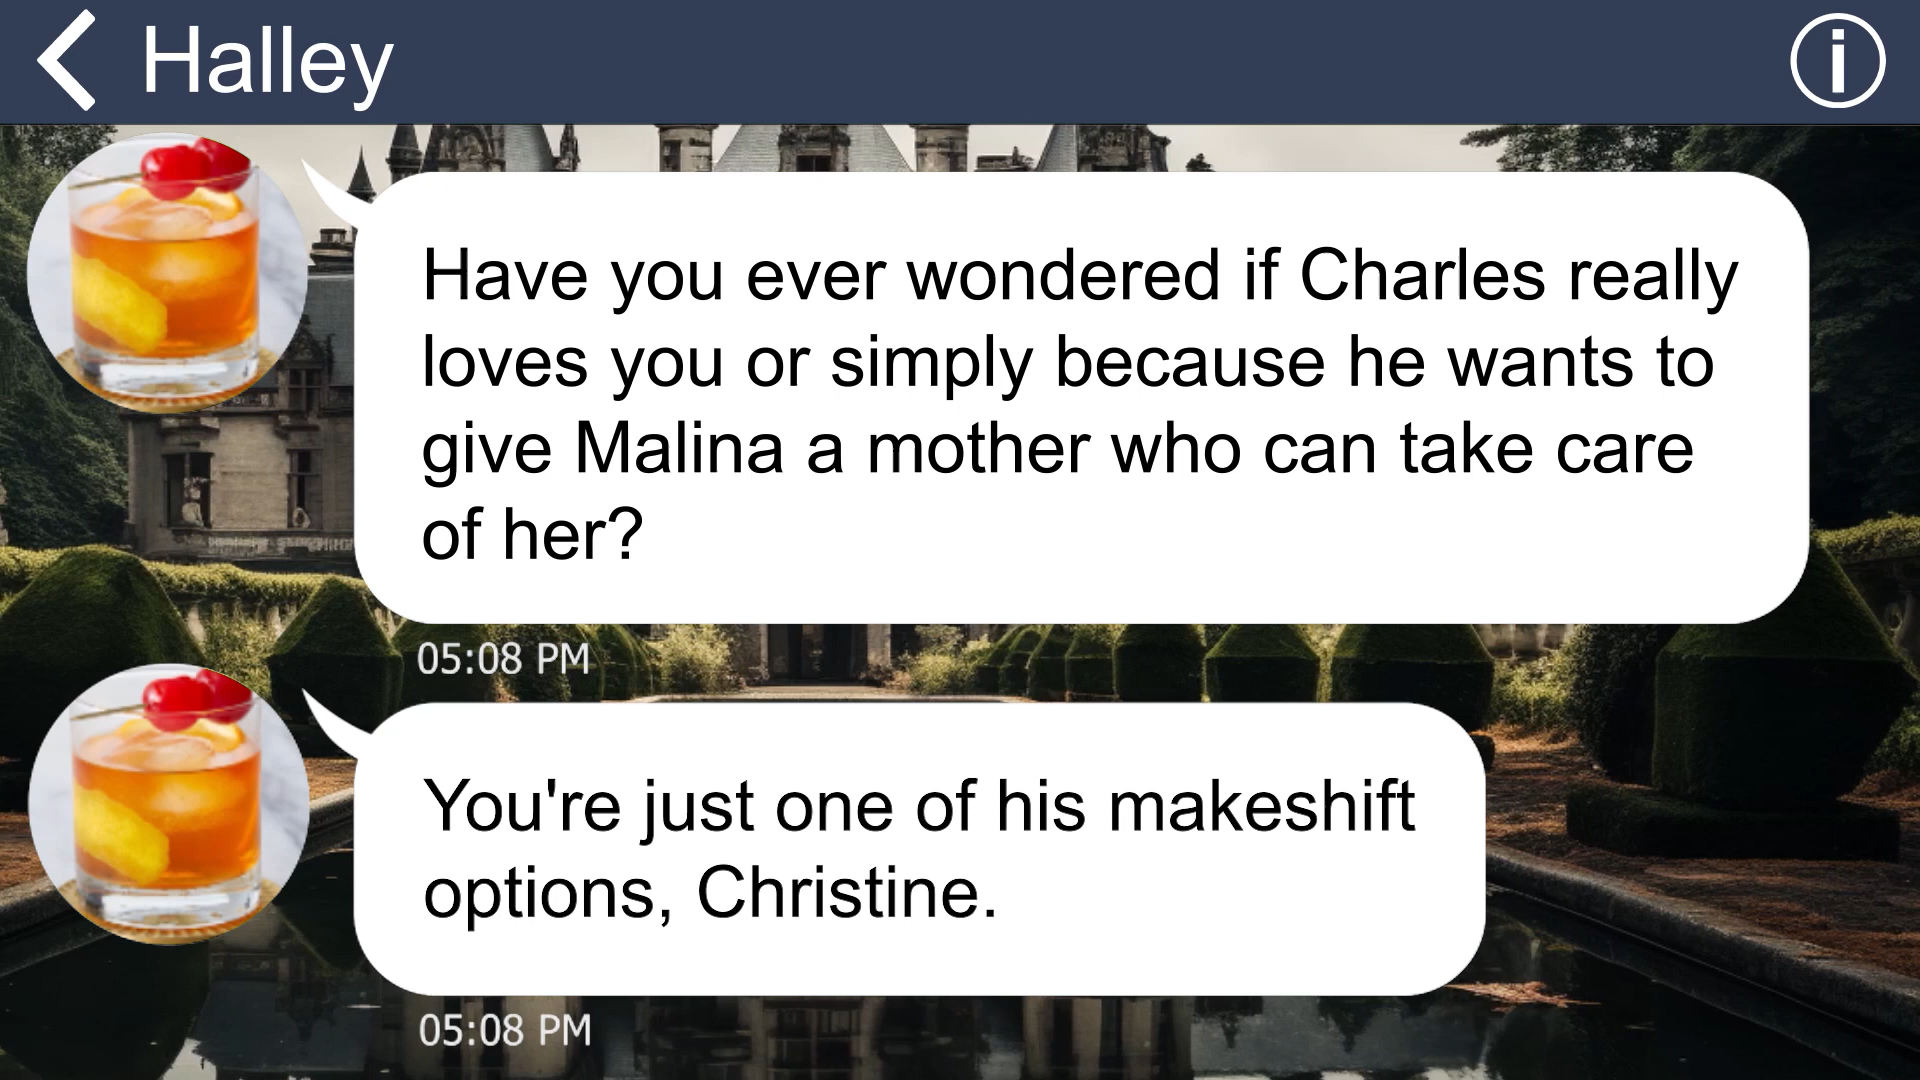 Halley
Have you ever wondered if Charles really
loves you or simply because he wants to
give Malina a mother who can take care
of her?
05:08 PM
You're just one of his makeshift
options, Christine.
05:08 PM